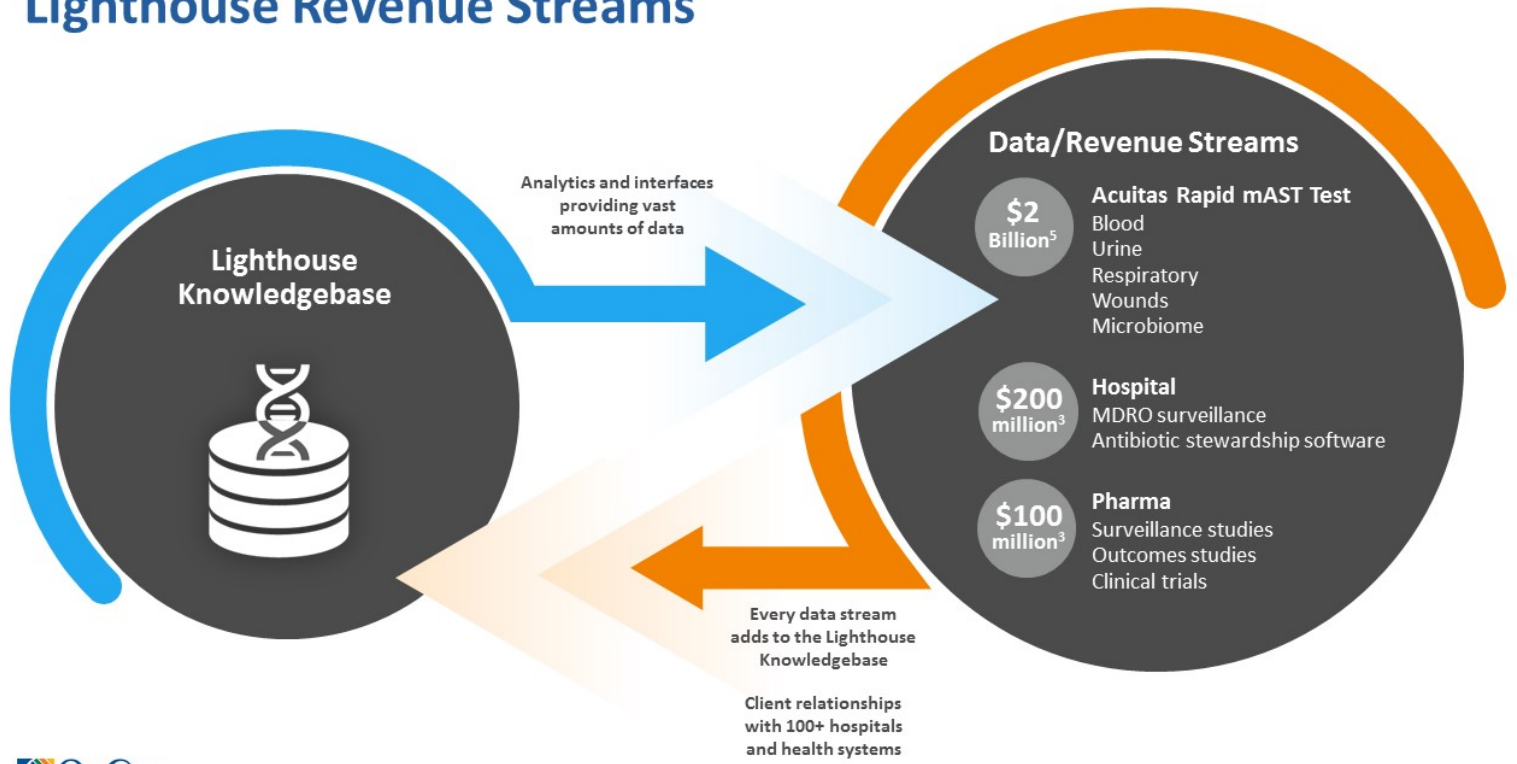 Lighthouse Revenue Streams
Analytics and interfaces
providing vast
amounts of data
Lighthouse
Knowledgebase
Data/Revenue Streams
$2
Billion⁵
Acuitas Rapid mAST Test
Blood
Urine
Respiratory
Wounds
Microbiome
$200
million³
Hospital
MDRO surveillance
Antibiotic stewardship software
$100
million³
Pharma
Surveillance studies
Outcomes studies
Clinical trials
Every data stream
adds to the Lighthouse
Knowledgebase
Client relationships
with 100+ hospitals
and health systems